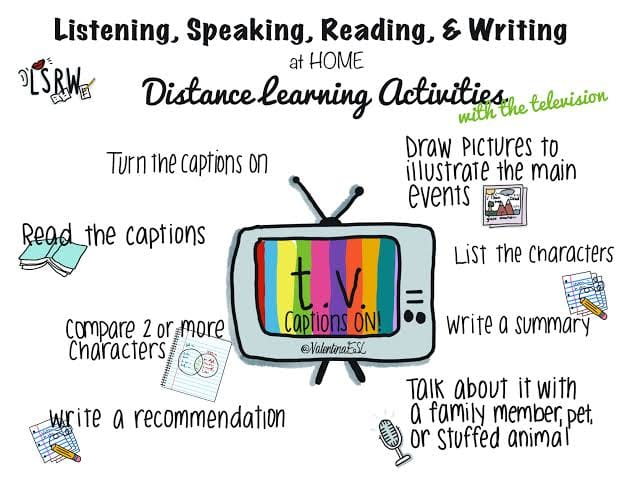 Listening, Speaking, Reading, & Writing
at HOME
LSRW
Distance Learning Activities.
with the television
Turn the captions on
Read the captions
Compare 2 or more
Characters
Write a recommendation
t.v.
Captions ON!
@ValentinaESL
Draw Pictures to
illustrate the main
events
List the Characters
Write a summary
Talk about it with
a family member, pet,
or stuffed animal